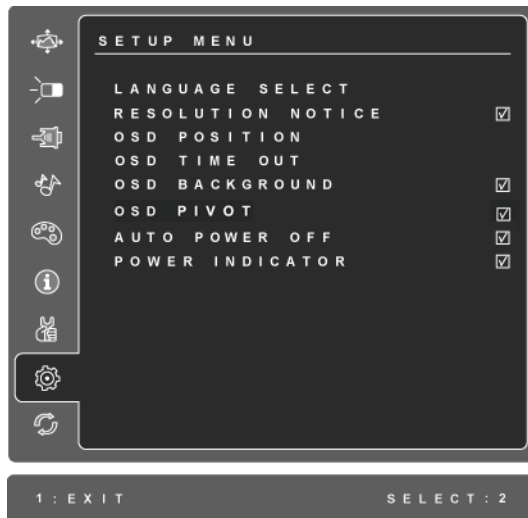 SETUP MENU
LANGUAGE SELECT
RESOLUTION NOTICE
OSD POSITION
OSD TIME OUT
OSD BACKGROUND
OSD PIVOT
AUTO POWER OFF
POWER INDICATOR
1:EXIT SELECT:2